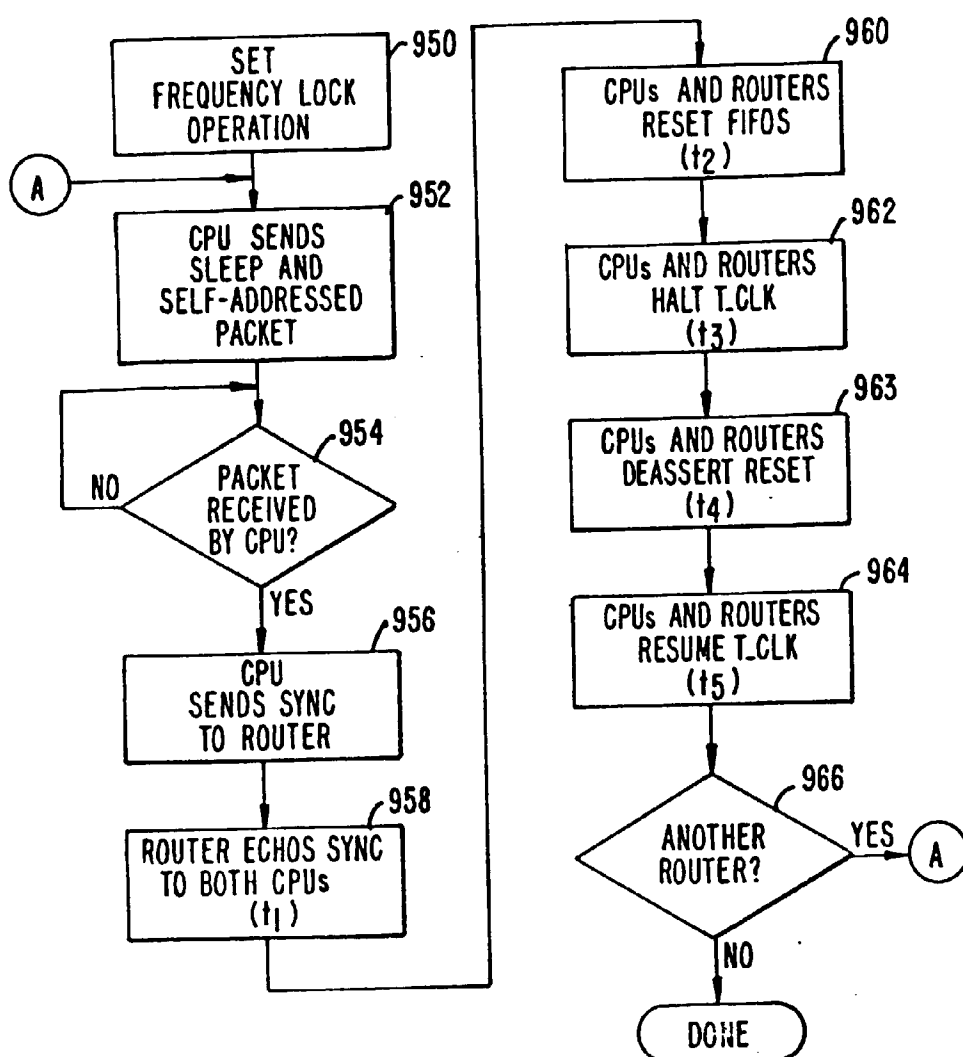 950
SET
FREQUENCY LOCK
OPERATION
A
952
CPU SENDS
SLEEP AND
SELF-ADDRESSED
PACKET
954
NO
PACKET
RECEIVED
BY CPU?
YES
956
CPU
SENDS SYNC
TO ROUTER
958
ROUTER ECHOS SYNC
TO BOTH CPUs
(t1)
960
CPUs AND ROUTERS
RESET FIFOS
(t2)
962
CPUs AND ROUTERS
HALT T_CLK
(t3)
963
CPUs AND ROUTERS
DEASSERT RESET
(t4)
964
CPUs AND ROUTERS
RESUME T_CLK
(t5)
966
ANOTHER
ROUTER?
YES
A
NO
DONE